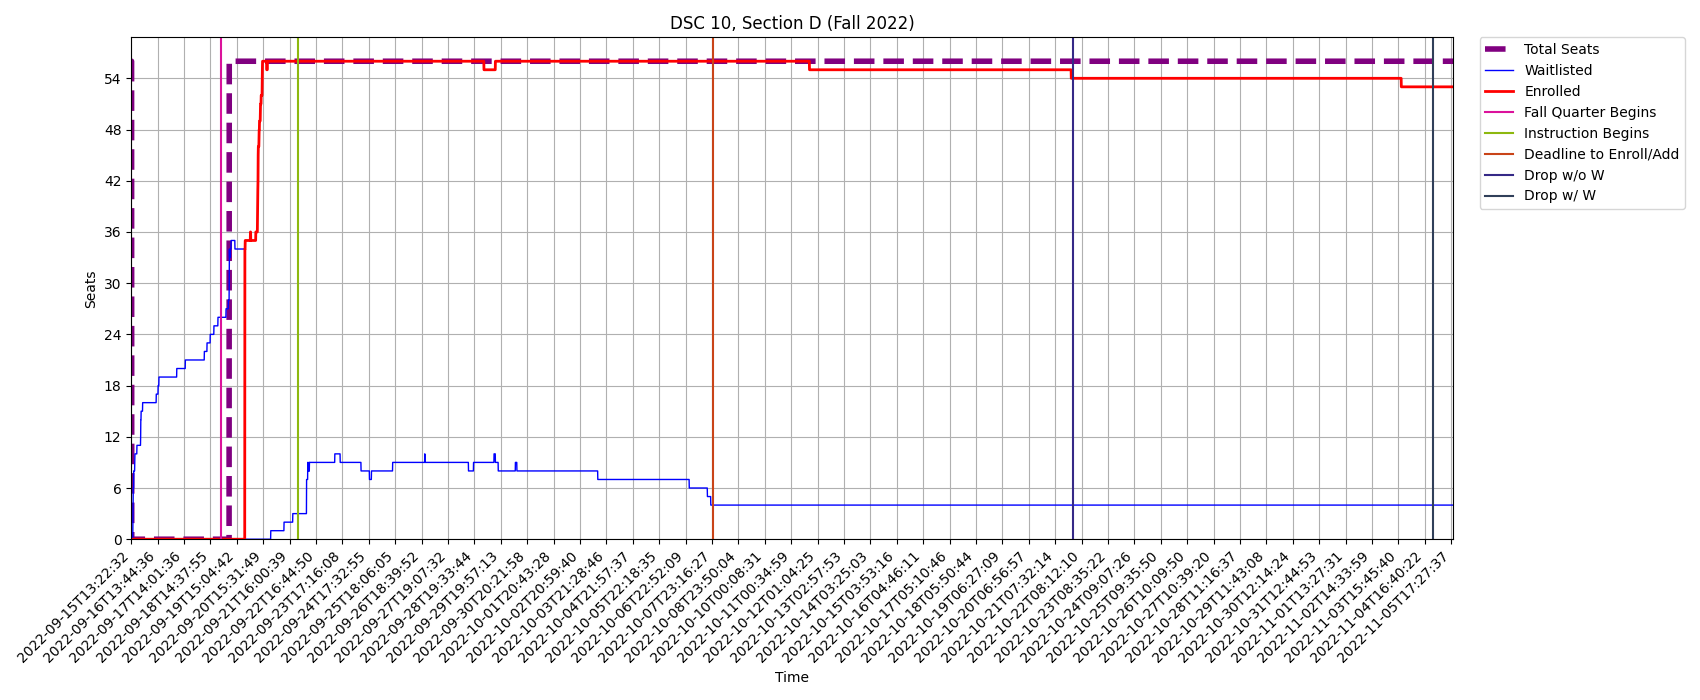 DSC 10, Section D (Fall 2022)
Total Seats
Waitlisted
Enrolled
Fall Quarter Begins
Instruction Begins
Deadline to Enroll/Add
Drop w/o W
Drop w/ W
Seats
54
48
42
36
30
24
18
12
6
0
2022-09-15T13:22:32
2022-09-16T13:44:36
2022-09-17T14:01:36
2022-09-18T14:37:55
2022-09-19T15:04:42
2022-09-20T15:31:49
2022-09-21T16:00:39
2022-09-22T16:44:50
2022-09-23T17:16:08
2022-09-24T17:32:55
2022-09-25T18:06:05
2022-09-26T18:39:52
2022-09-27T19:07:32
2022-09-28T19:33:44
2022-09-29T19:57:13
2022-09-30T20:21:58
2022-10-01T20:43:28
2022-10-02T20:59:40
2022-10-03T21:28:46
2022-10-04T21:57:37
2022-10-05T22:18:35
2022-10-06T22:52:09
2022-10-07T23:16:27
2022-10-08T23:50:04
2022-10-10T00:08:31
2022-10-11T00:34:59
2022-10-12T01:04:25
2022-10-13T02:57:53
2022-10-14T03:25:03
2022-10-15T03:53:16
2022-10-16T04:46:11
2022-10-17T05:10:46
2022-10-18T05:50:44
2022-10-19T06:27:09
2022-10-20T06:56:57
2022-10-21T07:32:14
2022-10-22T08:12:10
2022-10-23T08:35:22
2022-10-24T09:07:26
2022-10-25T09:35:50
2022-10-26T10:09:50
2022-10-27T10:39:20
2022-10-28T11:16:37
2022-10-29T11:43:08
2022-10-30T12:14:24
2022-10-31T12:44:53
2022-11-01T13:27:31
2022-11-02T14:33:59
2022-11-03T15:45:40
2022-11-04T16:40:22
2022-11-05T17:27:37
Time